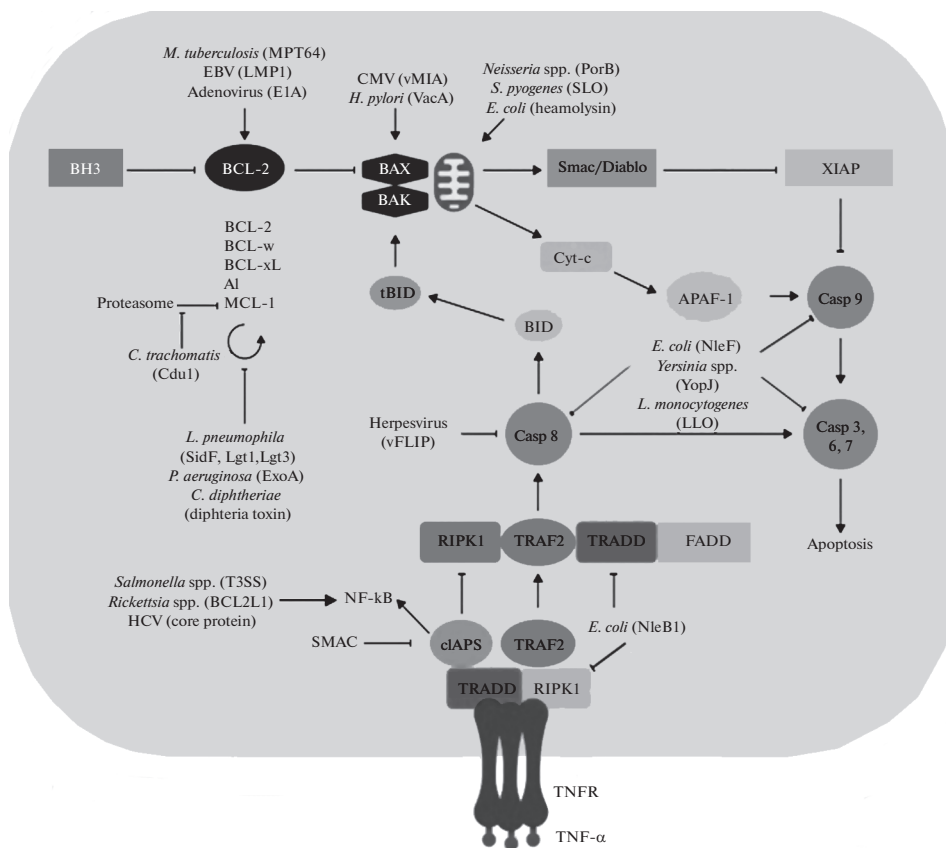 M. tuberculosis (MPT64)
EBV (LMP1)
Adenovirus (E1A)
CMV (vMIA)
H. pylori (VacA)
Neisseria spp. (PorB)
S. pyogenes (SLO)
E. coli (heamolysin)
BH3
BCL-2
BAX
BAK
Smac/Diablo
XIAP
BCL-2
BCL-w
BCL-xL
Al
MCL-1
Proteasome
C. trachomatis
(Cdu1)
tBID
BID
Cyt-c
APAF-1
Casp 9
E. coli (NleF)
Yersinia spp.
(YopJ)
L. monocytogenes
(LLO)
Herpesvirus
(vFLIP)
Casp 8
Casp 3,
6, 7
L. pneumophila
(SidF, Lgt1,Lgt3)
P. aeruginosa (ExoA)
C. diphtheriae
(diphteria toxin)
RIPK1
TRAF2
TRADD
FADD
Apoptosis
Salmonella spp. (T3SS)
Rickettsia spp. (BCL2L1)
HCV (core protein)
NF-kB
SMAC
clAPS
TRAF2
E. coli (NleB1)
TRADD
RIPK1
TNFR
TNF-α